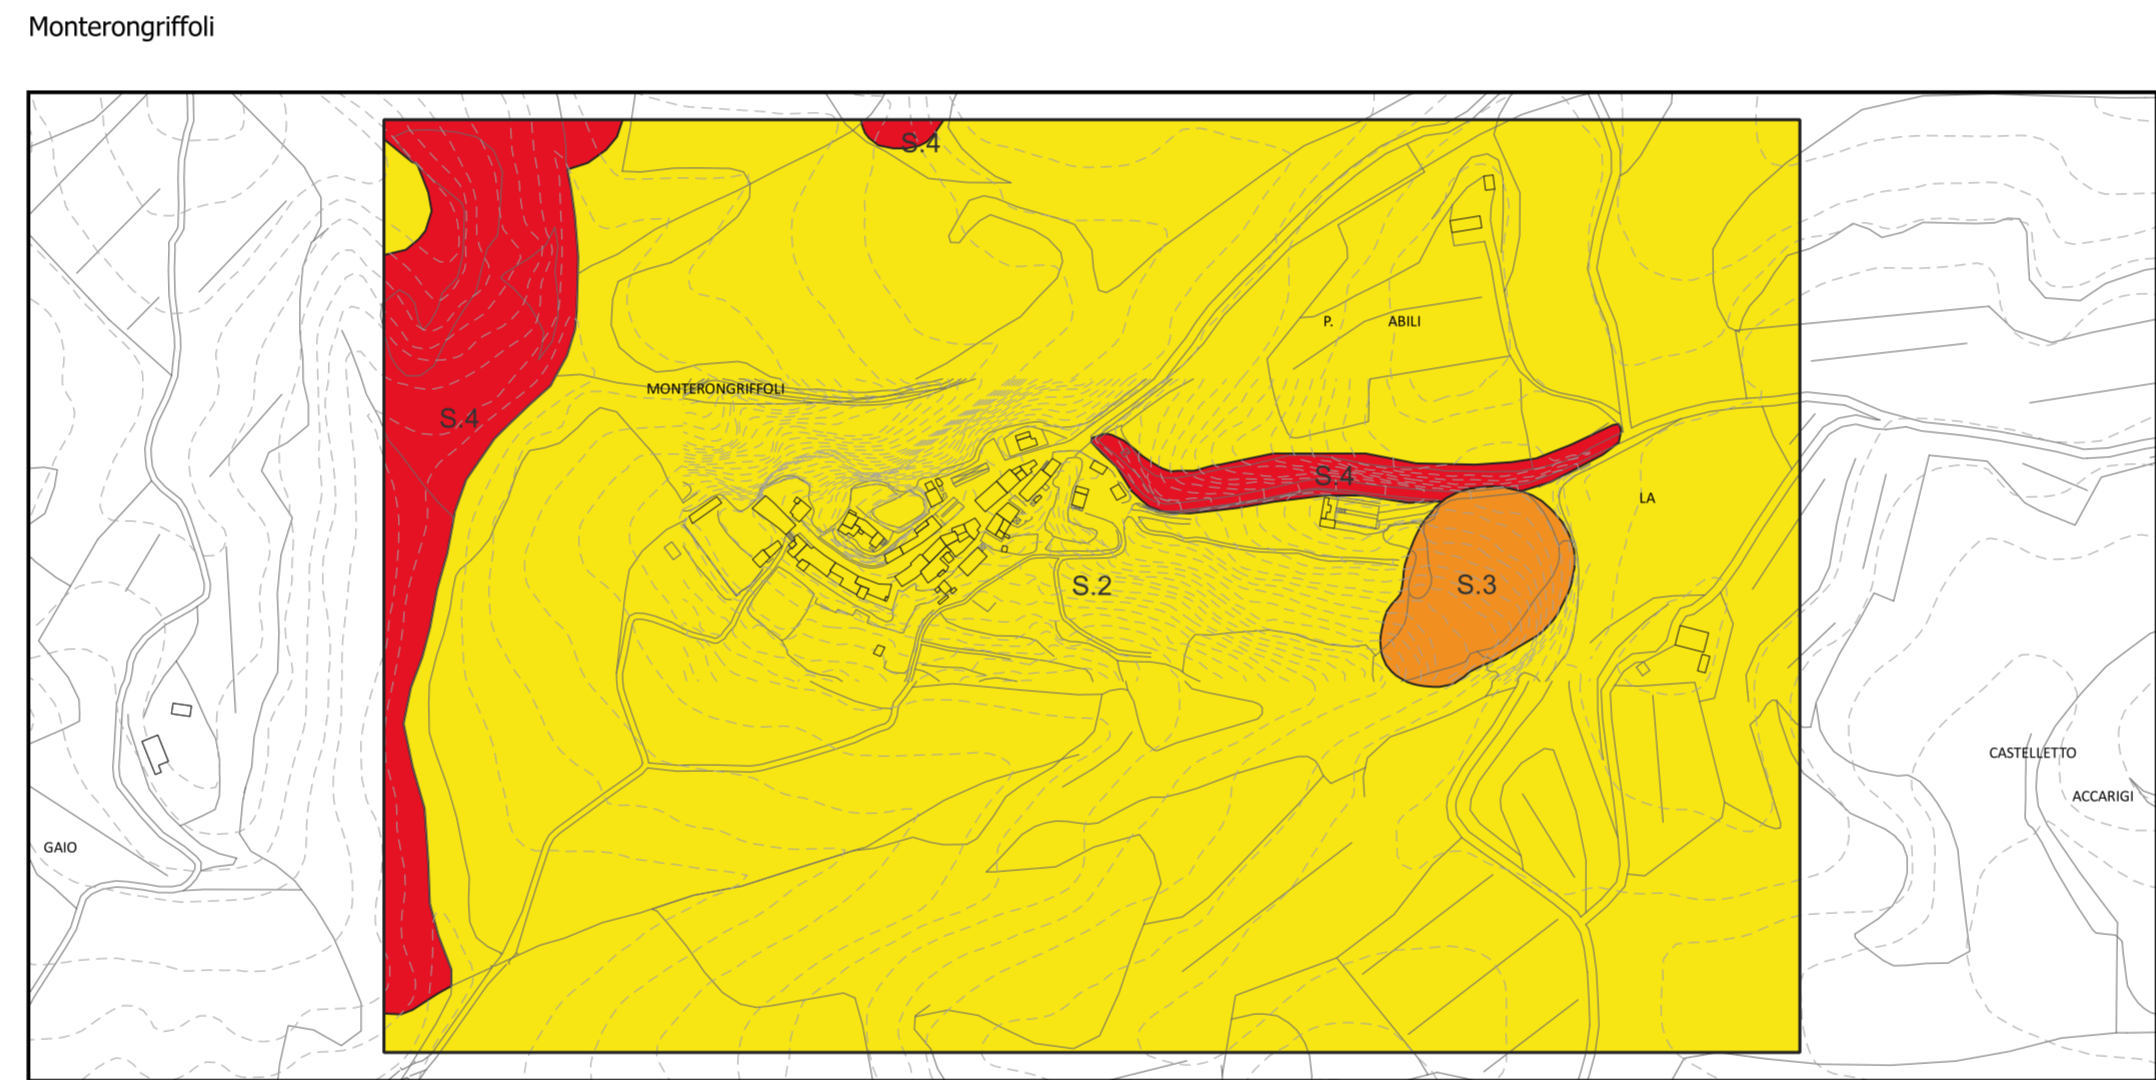 Monterongriffoli
S.4
P. ABILI
MONTERONGRIFFOLI
S.4
S.4
LA
S.2
S.3
CASTELLETTO
ACCARIGI
GAIO